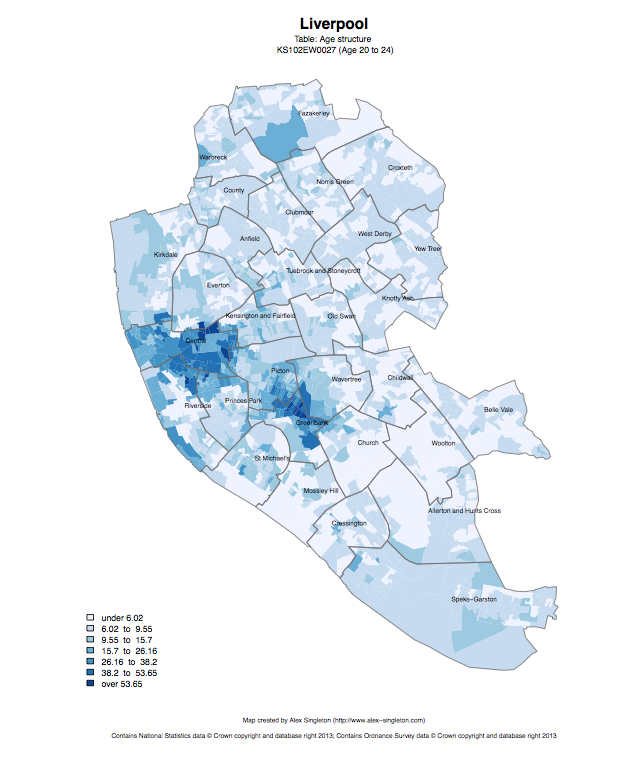 Liverpool
Table: Age structure
KS102EW0027 (Age 20 to 24)
Fazakerley
Warbreck
Croxteth
Norris Green
County
Clubmoor
West Derby
Anfield
Yew Tree
Kirkdale
Tuebrook and Stoneycroft
Everton
Knotty Ash
Kensington and Fairfield
Old Swan
Central
Picton
Wavertree
Childwall
Princes Park
Riverside
Belle Vale
Greenbank
Church
Woolton
St Michael's
Mossley Hill
Allerton and Hunts Cross
Cressington
Speke−Garston
under 6.02
6.02 to 9.55
9.55 to 15.7
15.7 to 26.16
26.16 to 38.2
38.2 to 53.65
over 53.65
Map created by Alex Singleton (http://www.alex−singleton.com)
Contains National Statistics data © Crown copyright and database right 2013; Contains Ordnance Survey data © Crown copyright and database right 2013